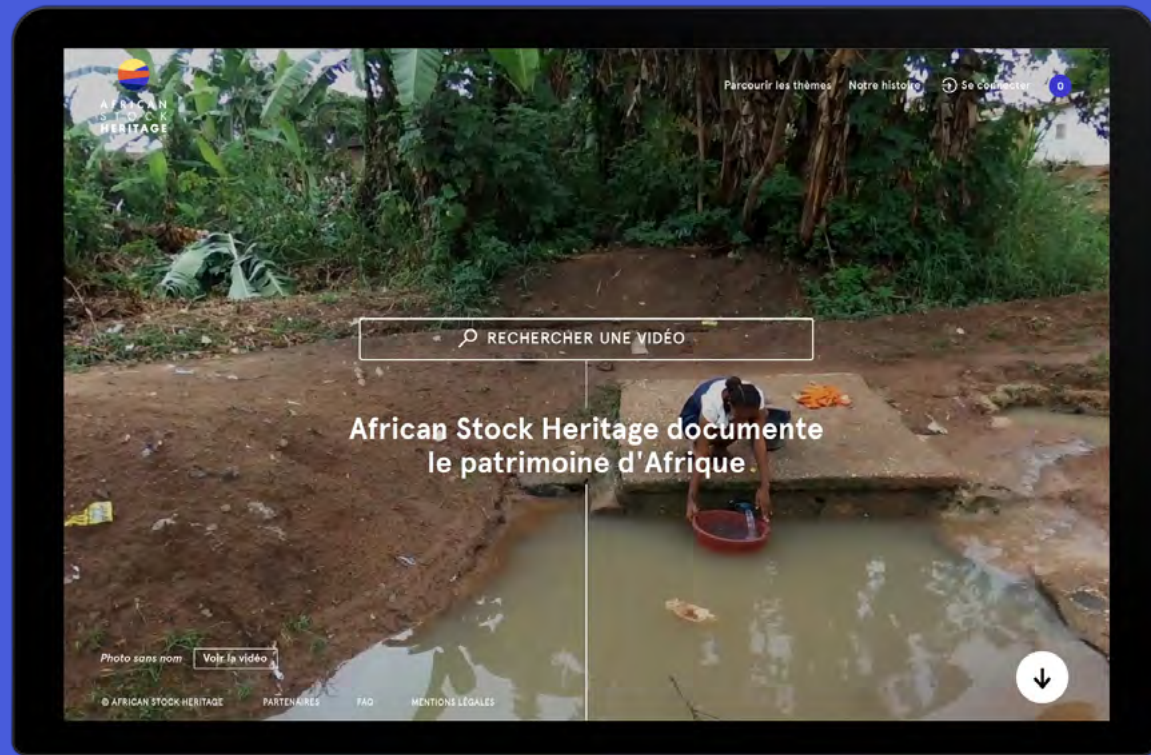 AFRICAN
STOCK
HERITAGE
Parcourir les thèmes Notre histoire Se connecter 0
RECHERCHER UNE VIDÉO
African Stock Heritage documente
le patrimoine d'Afrique
Photo sans nom Voir la vidéo
© AFRICAN STOCK HERITAGE PARTENAIRES FAQ MENTIONS LÉGALES